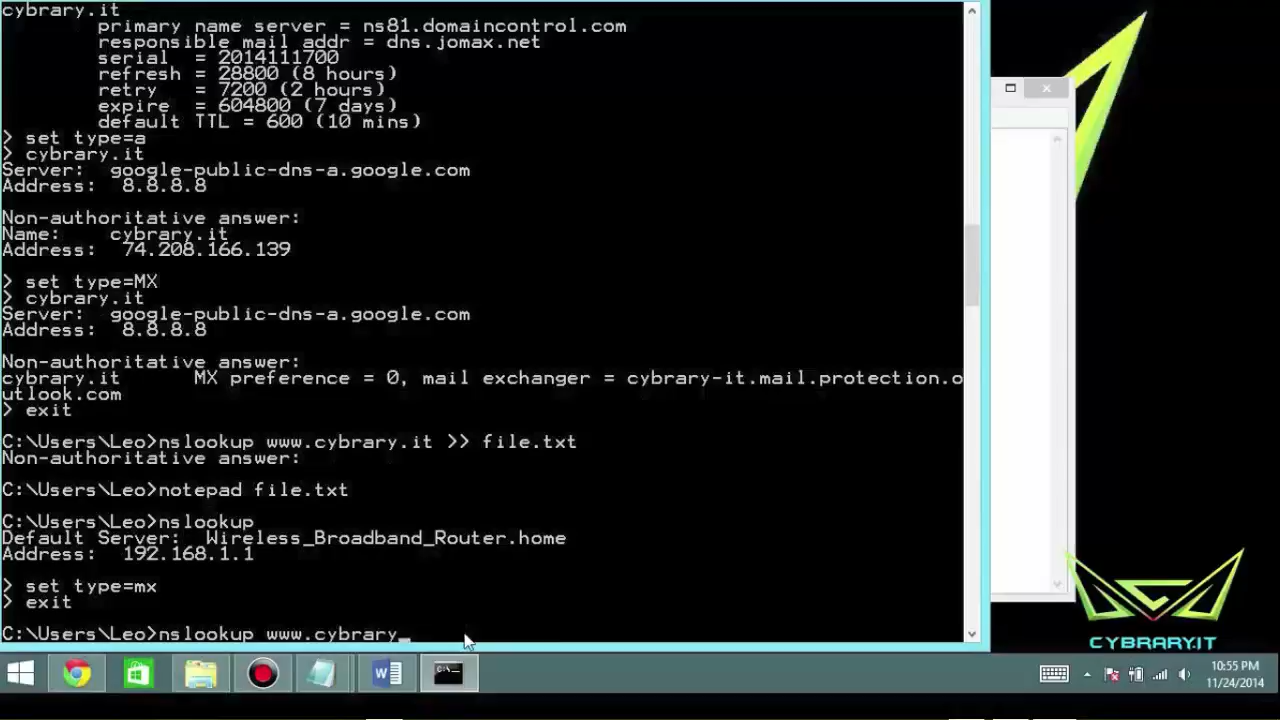 cybrary.it
primary name server = ns81.domaincontrol.com
responsible mail addr = dns.jomax.net
serial = 2014111700
refresh = 28800 (8 hours)
retry = 7200 (2 hours)
expire = 604800 (7 days)
default TTL = 600 (10 mins)
> set type=a
> cybrary.it
Server: google-public-dns-a.google.com
Address: 8.8.8.8
Non-authoritative answer:
Name: cybrary.it
Address: 74.208.166.139
> set type=MX
> cybrary.it
Server: google-public-dns-a.google.com
Address: 8.8.8.8
Non-authoritative answer:
cybrary.it MX preference = 0, mail exchanger = cybrary-it.mail.protection.o
utlook.com
> exit
C:\Users\Leo>nslookup www.cybrary.it >> file.txt
Non-authoritative answer:
C:\Users\Leo>notepad file.txt
C:\Users\Leo>nslookup
Default Server: Wireless_Broadband_Router.home
Address: 192.168.1.1
> set type=mx
> exit
C:\Users\Leo>nslookup www.cybrary_
CYBRARY.IT
C:\_
10:55 PM
11/24/2014